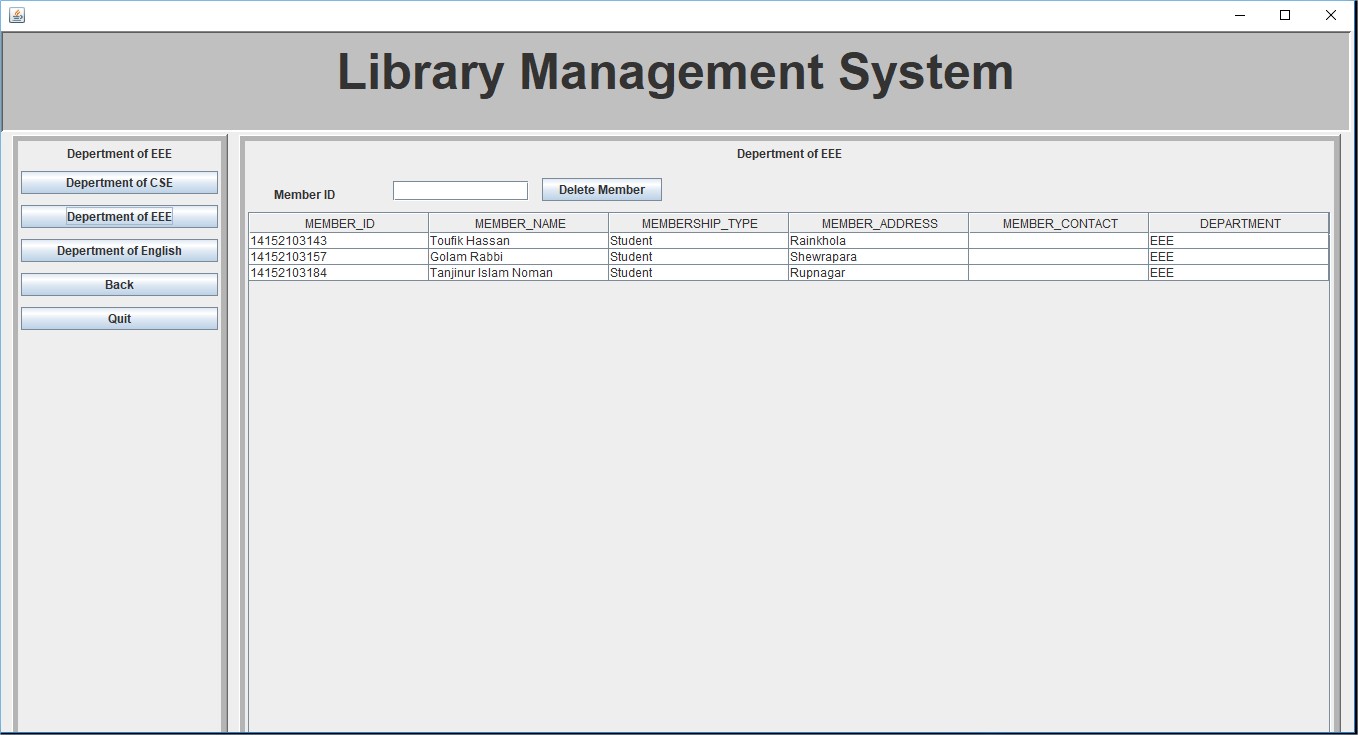 Library Management System
Depertment of EEE
Depertment of CSE
Depertment of EEE
Depertment of English
Back
Quit
Depertment of EEE
Member ID Delete Member
MEMBER_ID MEMBER_NAME MEMBERSHIP_TYPE MEMBER_ADDRESS MEMBER_CONTACT DEPARTMENT
14152103143 Toufik Hassan Student Rainkhola EEE
14152103157 Golam Rabbi Student Shewrapara EEE
14152103184 Tanjinur Islam Noman Student Rupnagar EEE